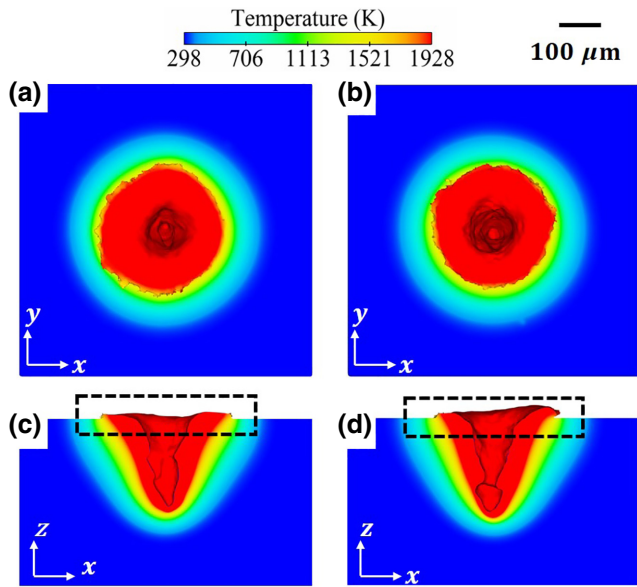 Temperature (K)
298 706 1113 1521 1928
100 μm
(a)
(b)
y
x
y
x
(c)
(d)
z
x
z
x